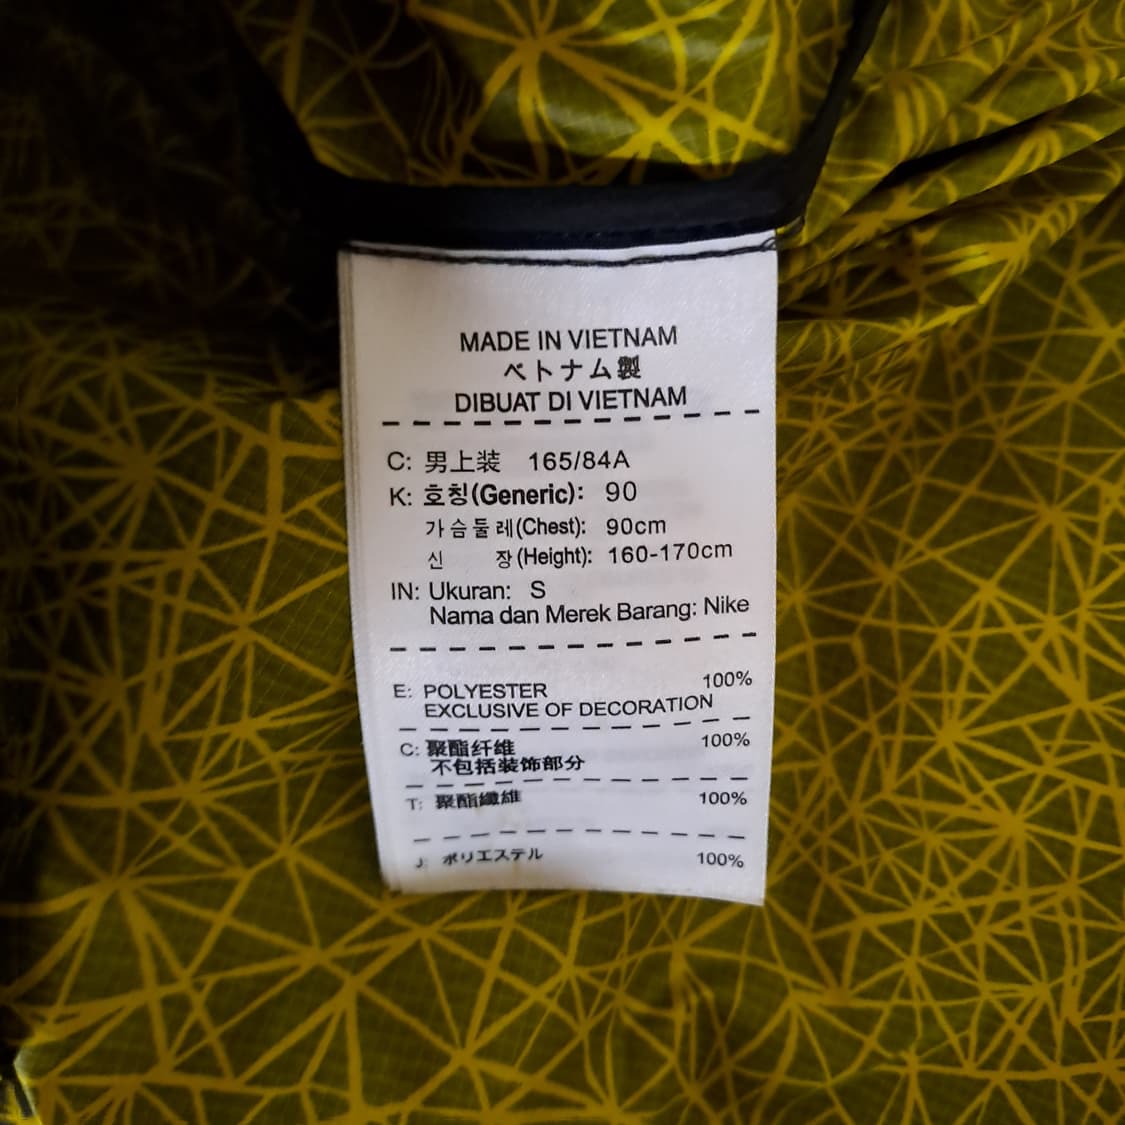 MADE IN VIETNAM
ベトナム製
DIBUAT DI VIETNAM
C: 男上装 165/84A
K: 호칭(Generic): 90
가슴둘레(Chest): 90cm
신 장(Height): 160-170cm
IN: Ukuran: S
Nama dan Merek Barang: Nike
E: POLYESTER 100%
EXCLUSIVE OF DECORATION
C: 聚酯纤维 100%
不包括装饰部分
T: 聚酯纖維 100%
J: ポリエステル 100%